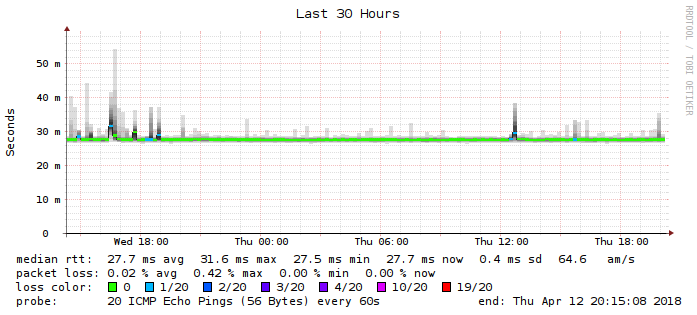 Last 30 Hours
RRDTOOL / TOBI OETIKER
Seconds
50 m
40 m
30 m
20 m
10 m
0
Wed 18:00 Thu 00:00 Thu 06:00 Thu 12:00 Thu 18:00
median rtt: 27.7 ms avg 31.6 ms max 27.5 ms min 27.7 ms now 0.4 ms sd 64.6 am/s
packet loss: 0.02 % avg 0.42 % max 0.00 % min 0.00 % now
loss color: 0 1/20 2/20 3/20 4/20 10/20 19/20
probe: 20 ICMP Echo Pings (56 Bytes) every 60s end: Thu Apr 12 20:15:08 2018